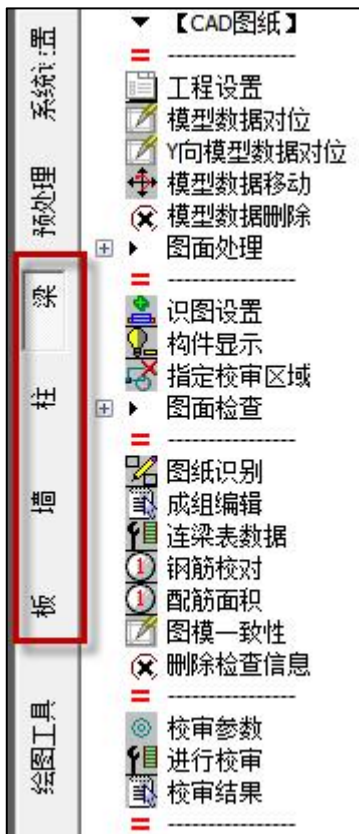 系统设置
预处理
梁
柱
墙
板
绘图工具
【CAD图纸】
--------------
工程设置
模型数据对位
Y向模型数据对位
模型数据移动
模型数据删除
图面处理
--------------
识图设置
构件显示
指定校审区域
图面检查
--------------
图纸识别
成组编辑
连梁表数据
钢筋校对
配筋面积
图模一致性
删除检查信息
--------------
校审参数
进行校审
校审结果
--------------